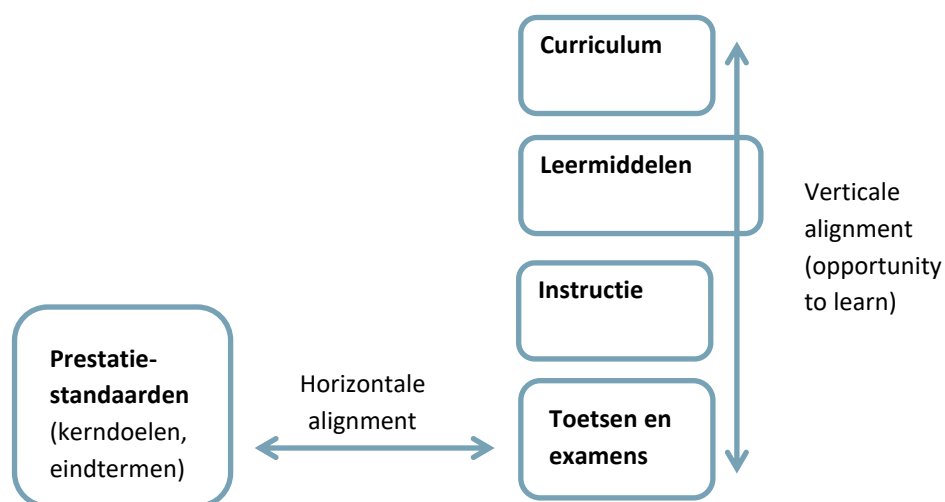 Curriculum
Leermiddelen
Verticale
alignment
(opportunity
to learn)
Instructie
Prestatie-
standaarden
(kerndoelen,
eindtermen)
Horizontale
alignment
Toetsen en
examens